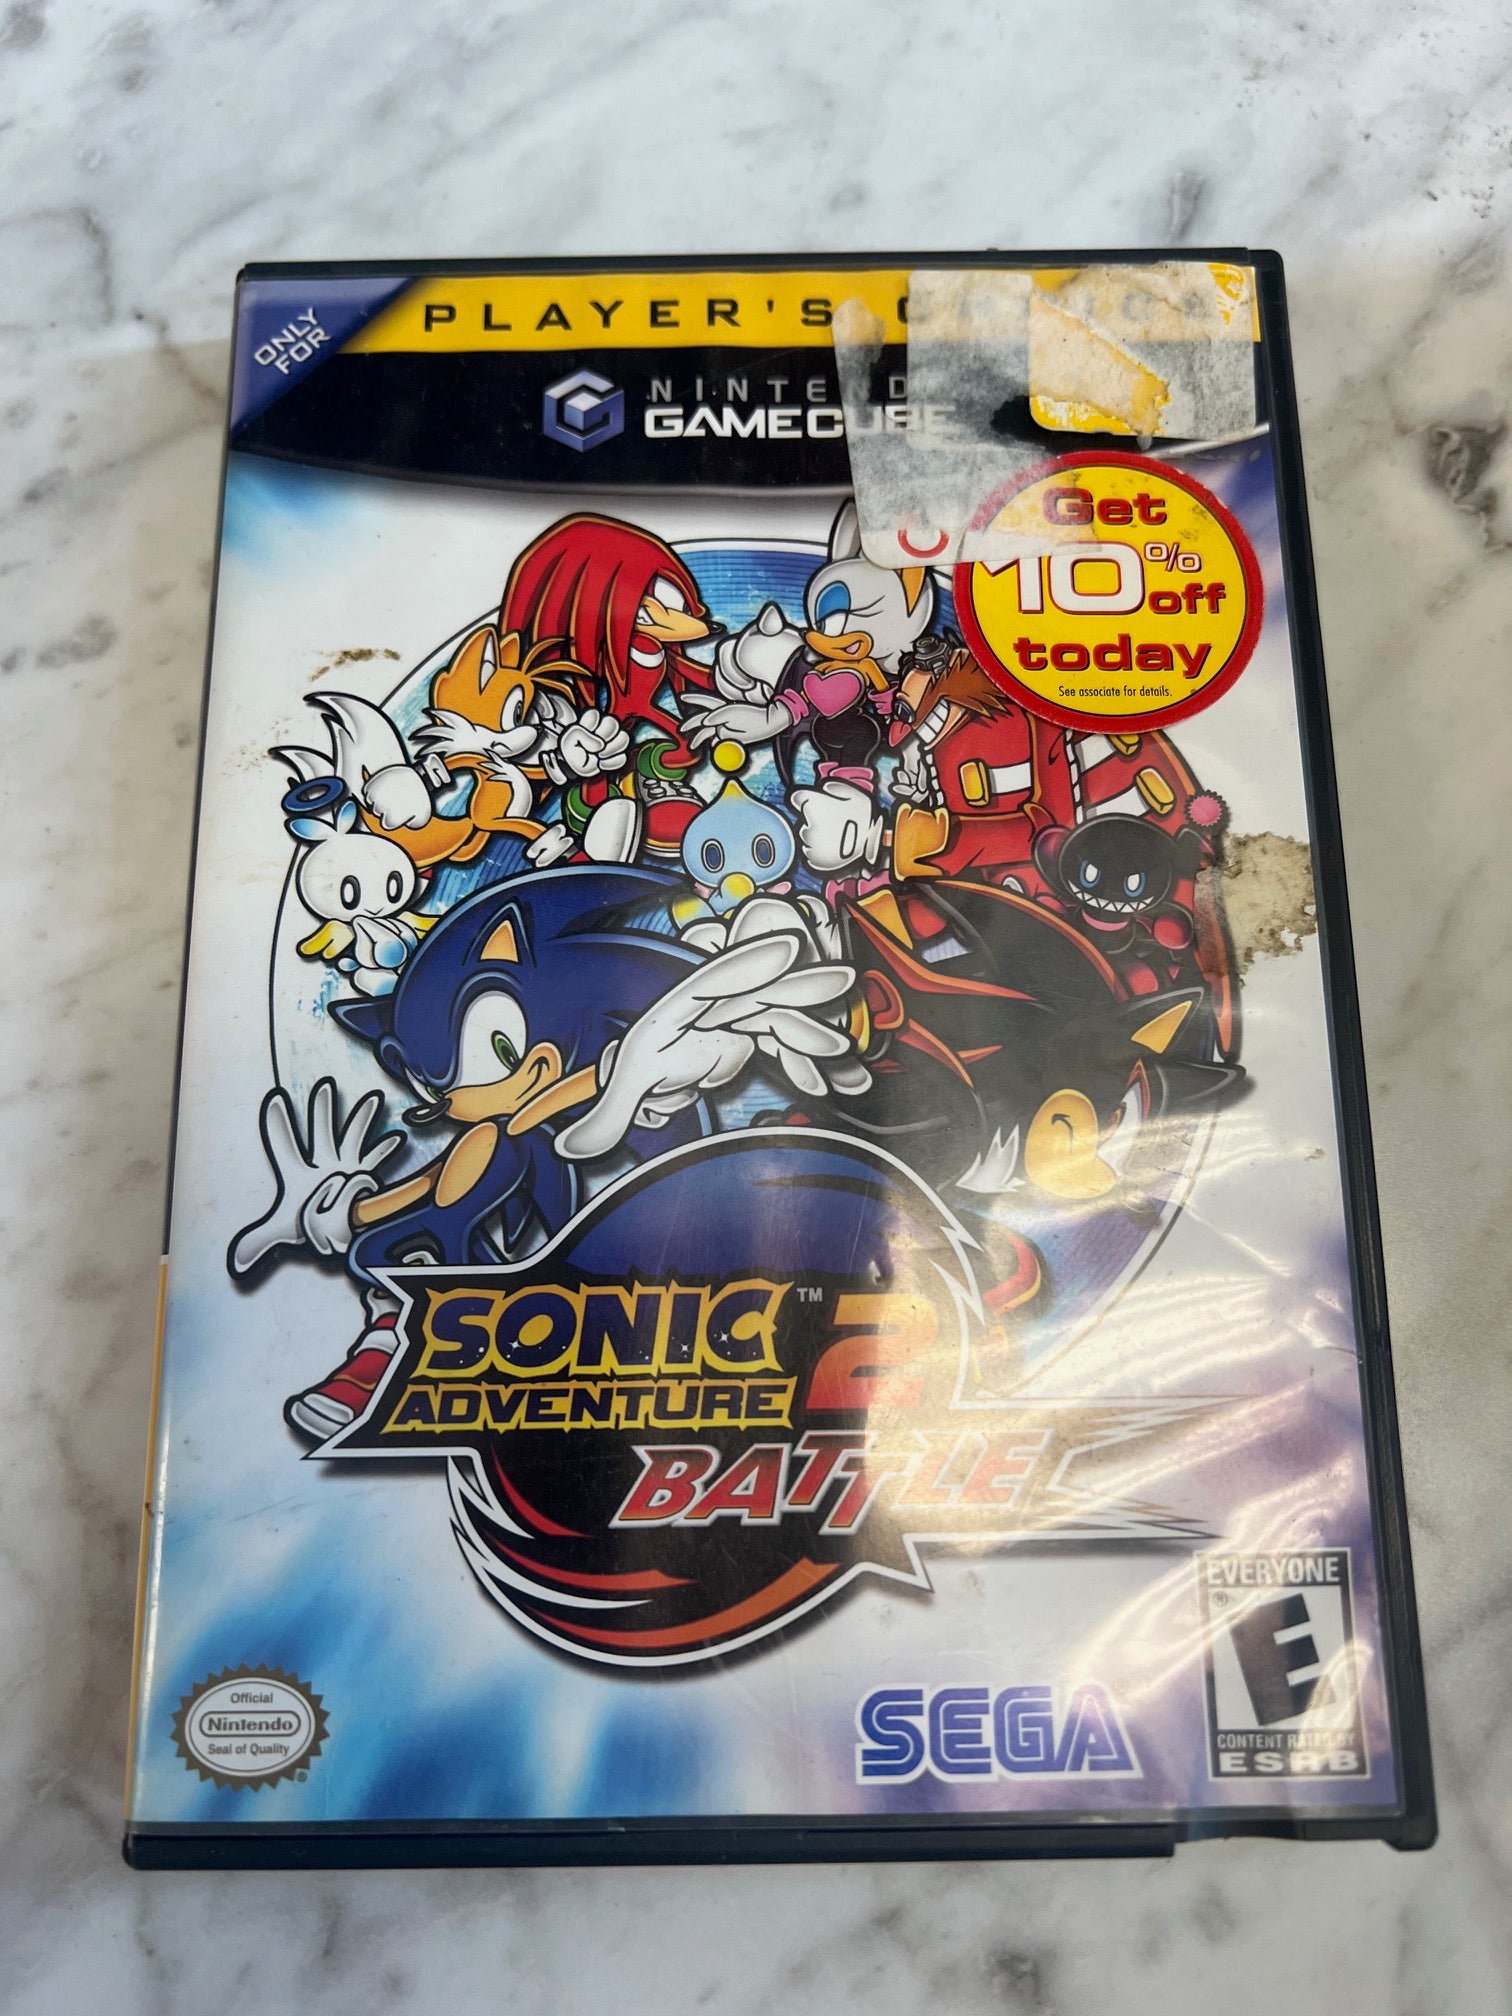 ONLY
FOR
PLAYER'S
NINTENDO
GAMECUBE
Get
10%
off
today
See associate for details.
SONIC™ 2
ADVENTURE
BATTLE
EVERYONE
E
CONTENT RATED BY
ESRB
SEGA
Official
Nintendo
Seal of Quality
®